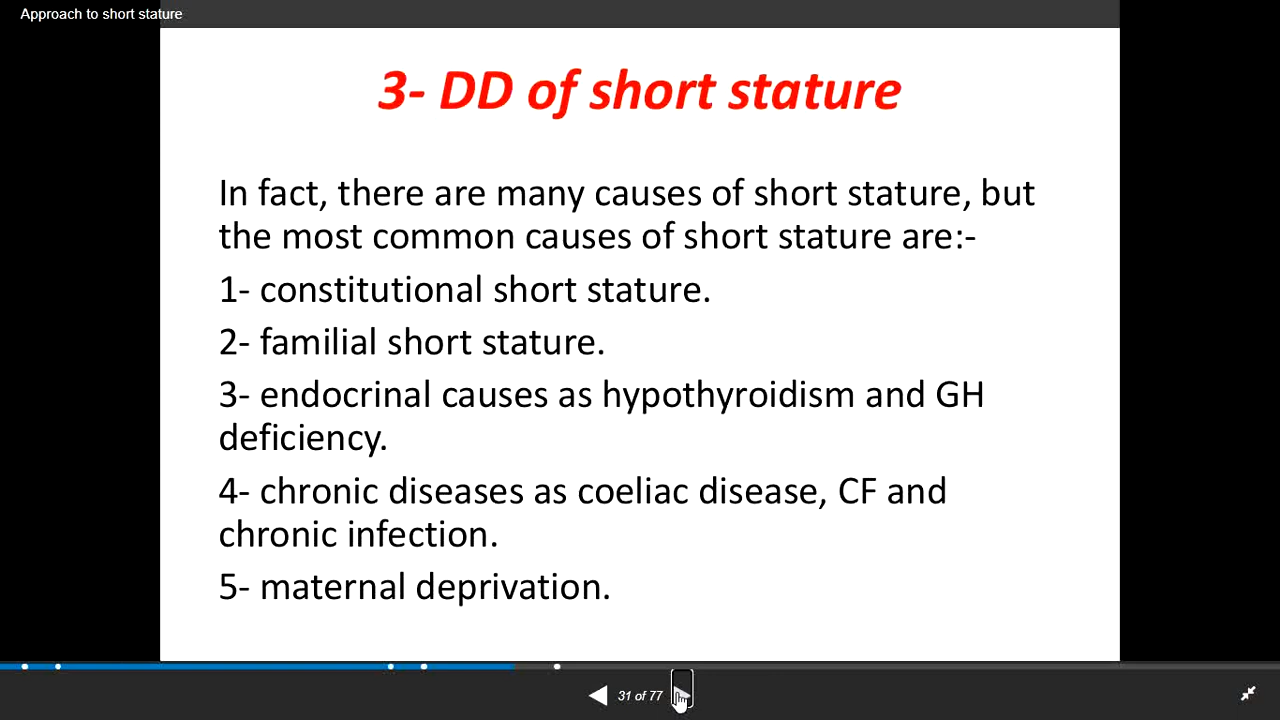 Approach to short stature
3- DD of short stature
In fact, there are many causes of short stature, but
the most common causes of short stature are:-
1- constitutional short stature.
2- familial short stature.
3- endocrinal causes as hypothyroidism and GH
deficiency.
4- chronic diseases as coeliac disease, CF and
chronic infection.
5- maternal deprivation.
31 of 77